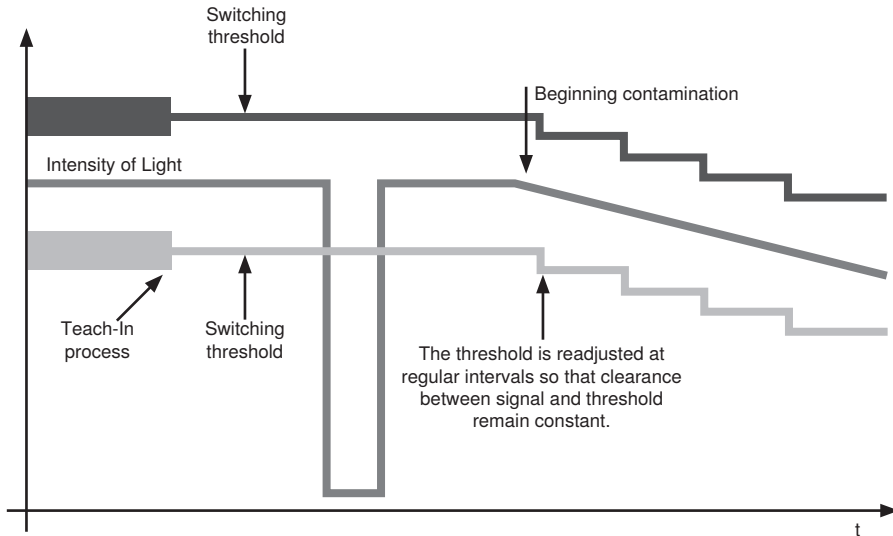 Switching
threshold
Beginning contamination
Intensity of Light
Teach-In
process
Switching
threshold
The threshold is readjusted at
regular intervals so that clearance
between signal and threshold
remain constant.
t